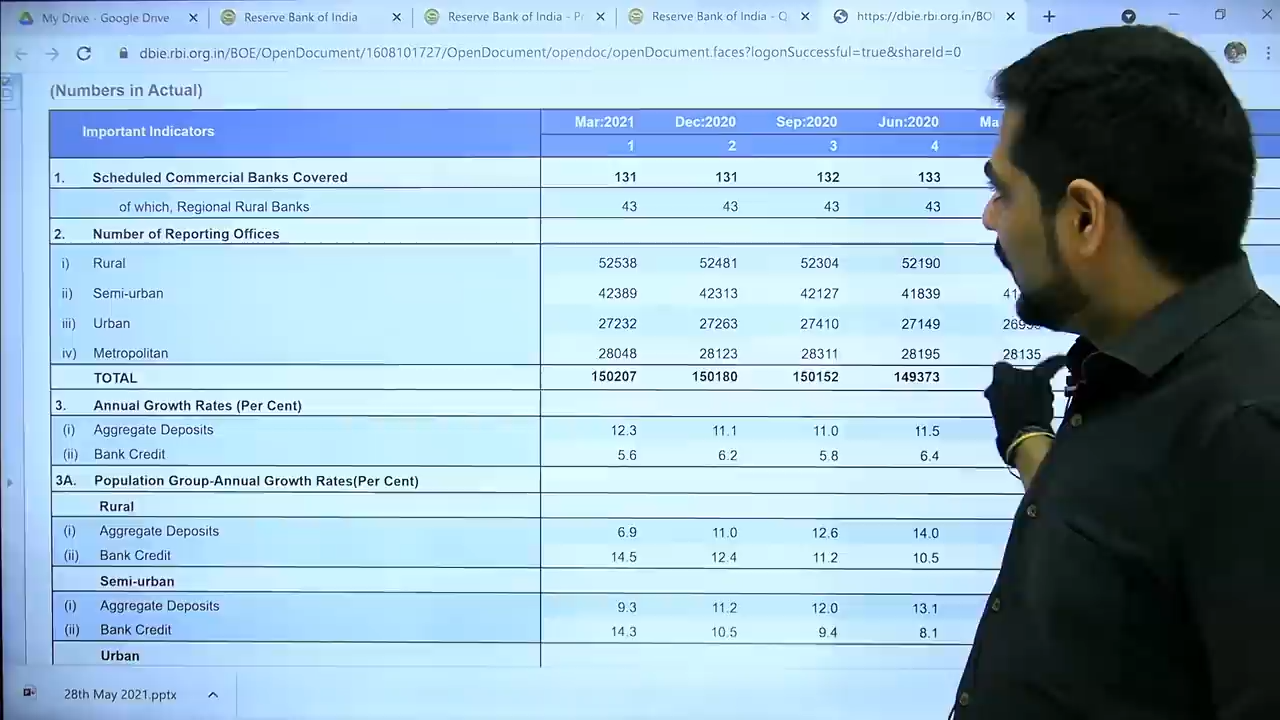 My Drive - Google Drive
Reserve Bank of India
Reserve Bank of India - Pr
Reserve Bank of India - Q
https://dbie.rbi.org.in/BO
dbie.rbi.org.in/BOE/OpenDocument/1608101727/OpenDocument/opendoc/openDocument.faces?logonSuccessful=true&shareId=0
(Numbers in Actual)
Important Indicators Mar:2021 Dec:2020 Sep:2020 Jun:2020
1 2 3 4
1. Scheduled Commercial Banks Covered 131 131 132 133
of which, Regional Rural Banks 43 43 43 43
2. Number of Reporting Offices
i) Rural 52538 52481 52304 52190
ii) Semi-urban 42389 42313 42127 41839
iii) Urban 27232 27263 27410 27149
iv) Metropolitan 28048 28123 28311 28195 28135
TOTAL 150207 150180 150152 149373
3. Annual Growth Rates (Per Cent)
(i) Aggregate Deposits 12.3 11.1 11.0 11.5
(ii) Bank Credit 5.6 6.2 5.8 6.4
3A. Population Group-Annual Growth Rates(Per Cent)
Rural
(i) Aggregate Deposits 6.9 11.0 12.6 14.0
(ii) Bank Credit 14.5 12.4 11.2 10.5
Semi-urban
(i) Aggregate Deposits 9.3 11.2 12.0 13.1
(ii) Bank Credit 14.3 10.5 9.4 8.1
Urban
28th May 2021.pptx